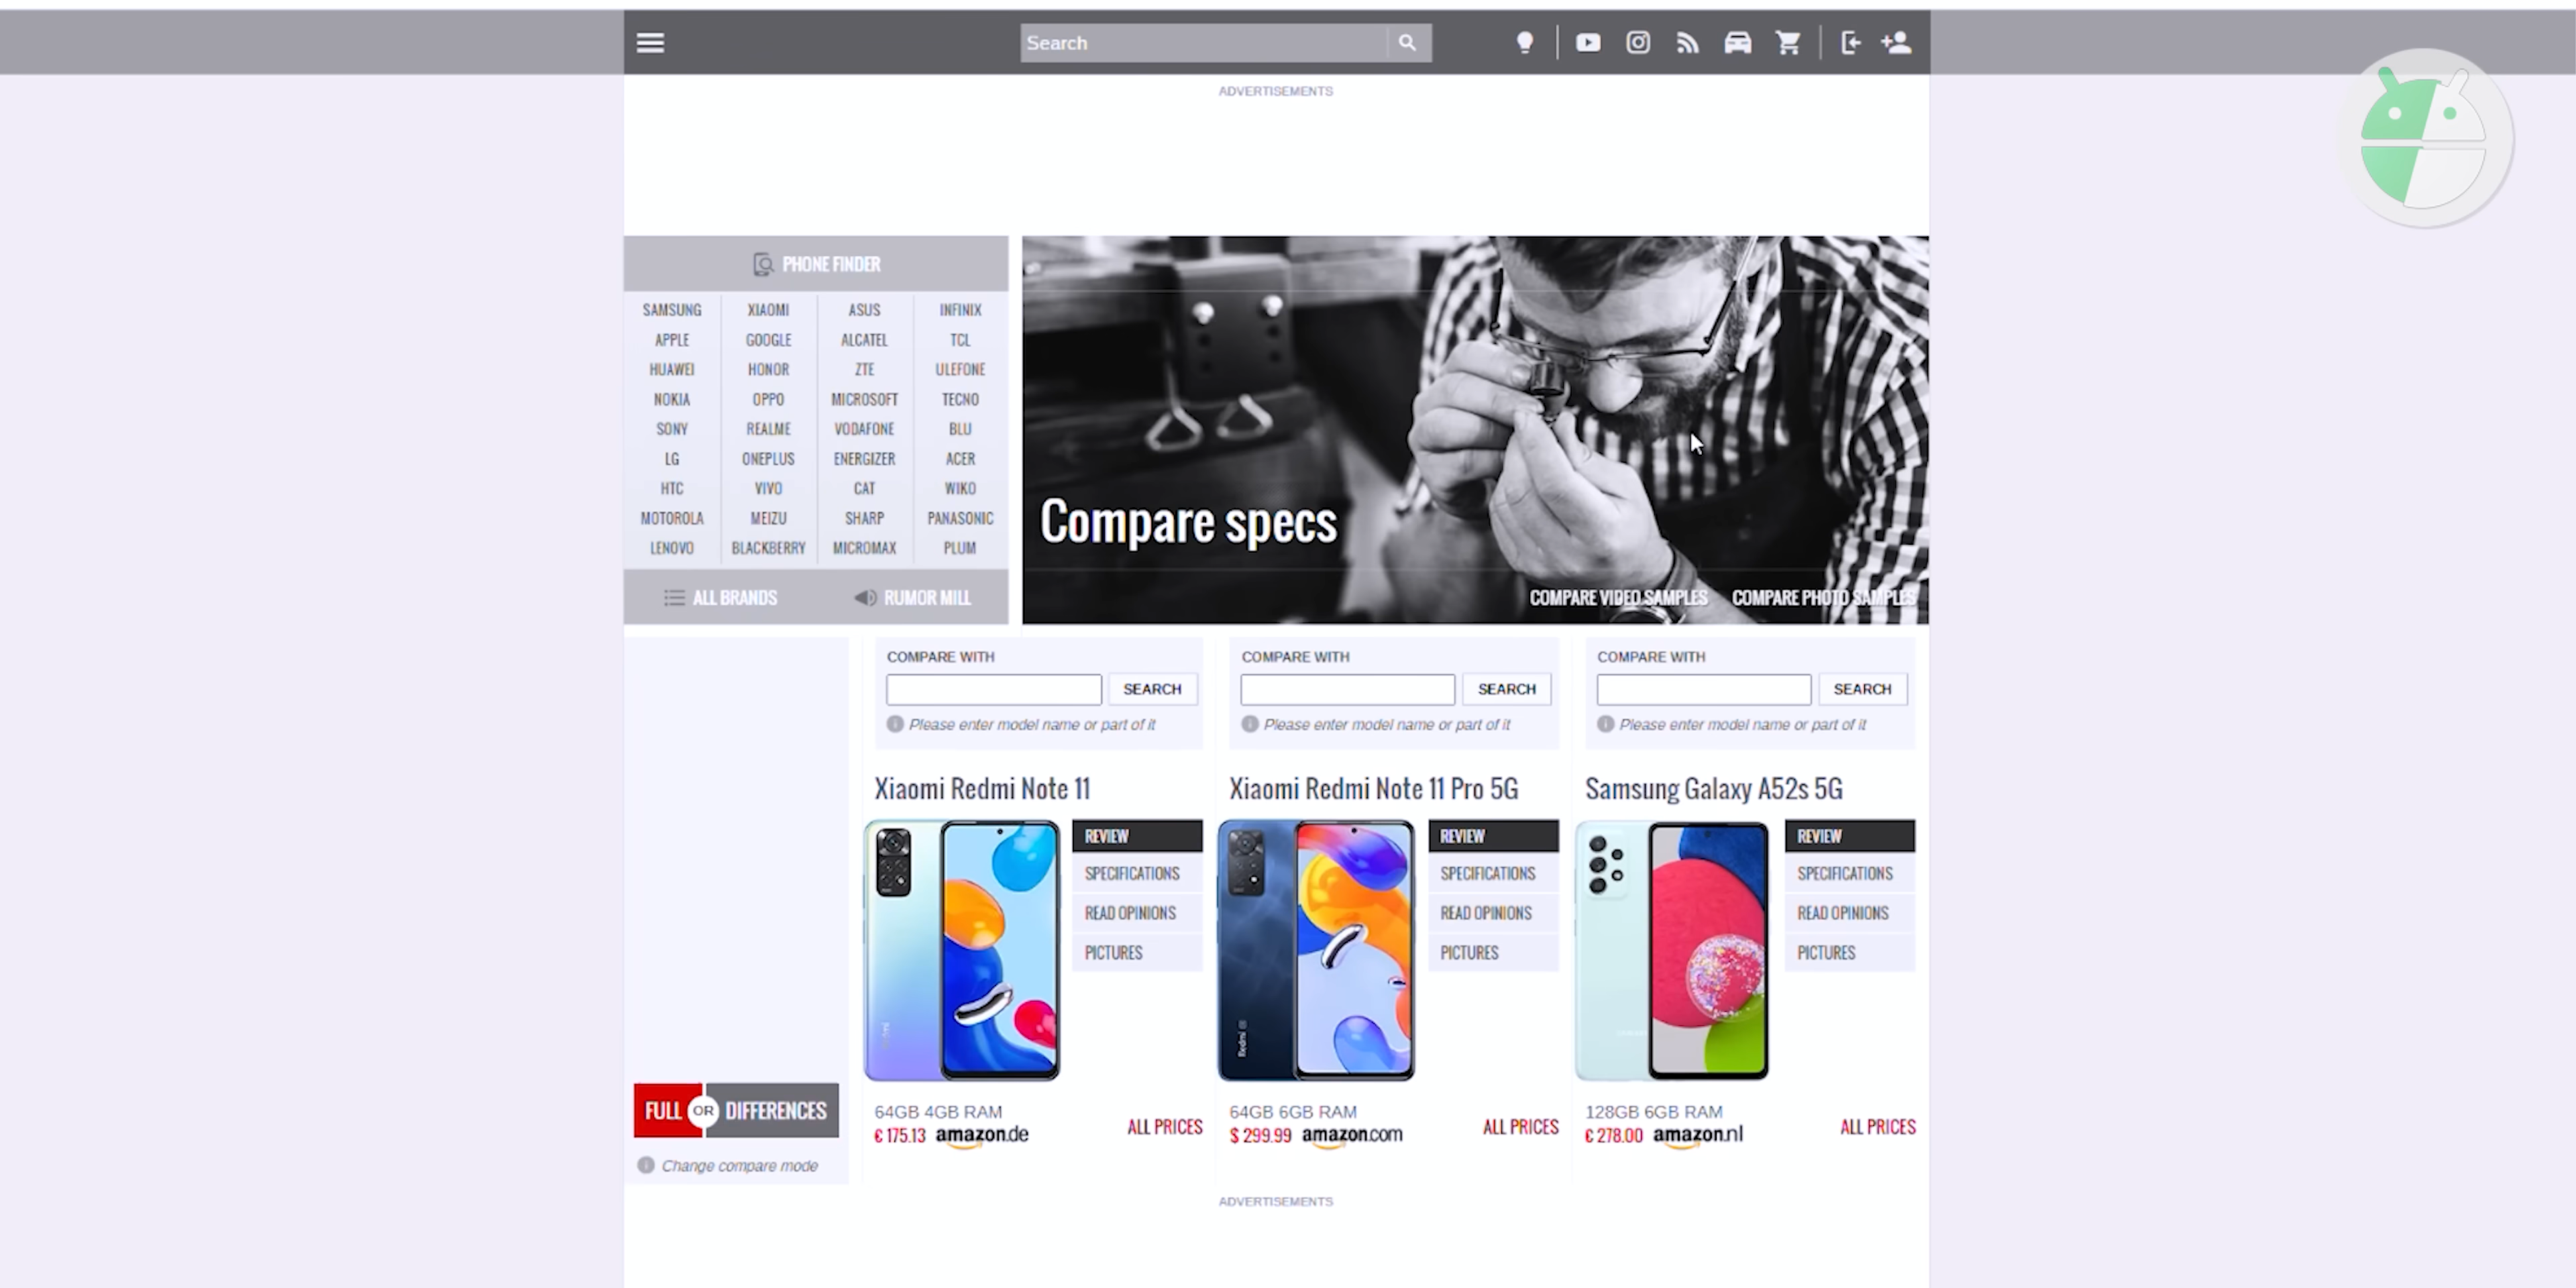 Search
ADVERTISEMENTS
PHONE FINDER
SAMSUNG XIAOMI ASUS INFINIX
APPLE GOOGLE ALCATEL TCL
HUAWEI HONOR ZTE ULEFONE
NOKIA OPPO MICROSOFT TECNO
SONY REALME VODAFONE BLU
LG ONEPLUS ENERGIZER ACER
HTC VIVO CAT WIKO
MOTOROLA MEIZU SHARP PANASONIC
LENOVO BLACKBERRY MICROMAX PLUM
ALL BRANDS RUMOR MILL
Compare specs
COMPARE VIDEO SAMPLES COMPARE PHOTO SAMPLES
COMPARE WITH COMPARE WITH COMPARE WITH
SEARCH SEARCH SEARCH
Please enter model name or part of it Please enter model name or part of it Please enter model name or part of it
Xiaomi Redmi Note 11 Xiaomi Redmi Note 11 Pro 5G Samsung Galaxy A52s 5G
REVIEW REVIEW REVIEW
SPECIFICATIONS SPECIFICATIONS SPECIFICATIONS
READ OPINIONS READ OPINIONS READ OPINIONS
PICTURES PICTURES PICTURES
Redmi
FULL OR DIFFERENCES
Change compare mode
64GB 4GB RAM 64GB 6GB RAM 128GB 6GB RAM
€ 175.13 amazon.de ALL PRICES $ 299.99 amazon.com ALL PRICES € 278.00 amazon.nl ALL PRICES
ADVERTISEMENTS